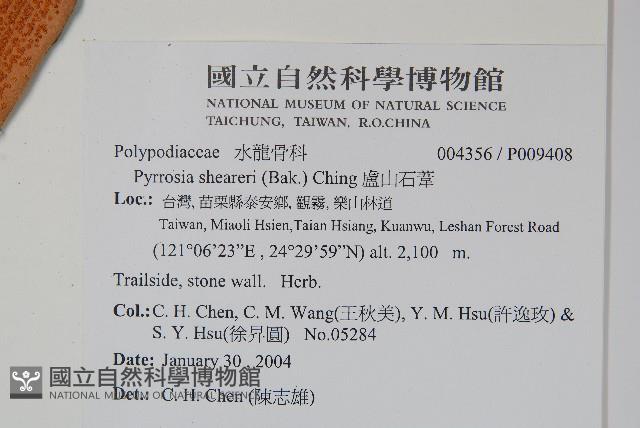 國立自然科學博物館
NATIONAL MUSEUM OF NATURAL SCIENCE
TAICHUNG, TAIWAN, R.O.CHINA
Polypodiaceae 水龍骨科 004356 / P009408
Pyrrosia sheareri (Bak.) Ching 盧山石葦
Loc.: 台灣, 苗栗縣泰安鄉, 觀霧, 樂山林道
Taiwan, Miaoli Hsien,Taian Hsiang, Kuanwu, Leshan Forest Road
(121°06’23”E , 24°29’59”N) alt. 2,100 m.
Trailside, stone wall. Herb.
Col.:C. H. Chen, C. M. Wang(王秋美), Y. M. Hsu(許逸玫) &
S. Y. Hsu(徐昇圓) No.05284
Date: January 30 , 2004
國立自然科學博物館
NATIONAL MUSEUM OF NATURAL SCIENCE
Det.: C. H. Chen (陳志雄)